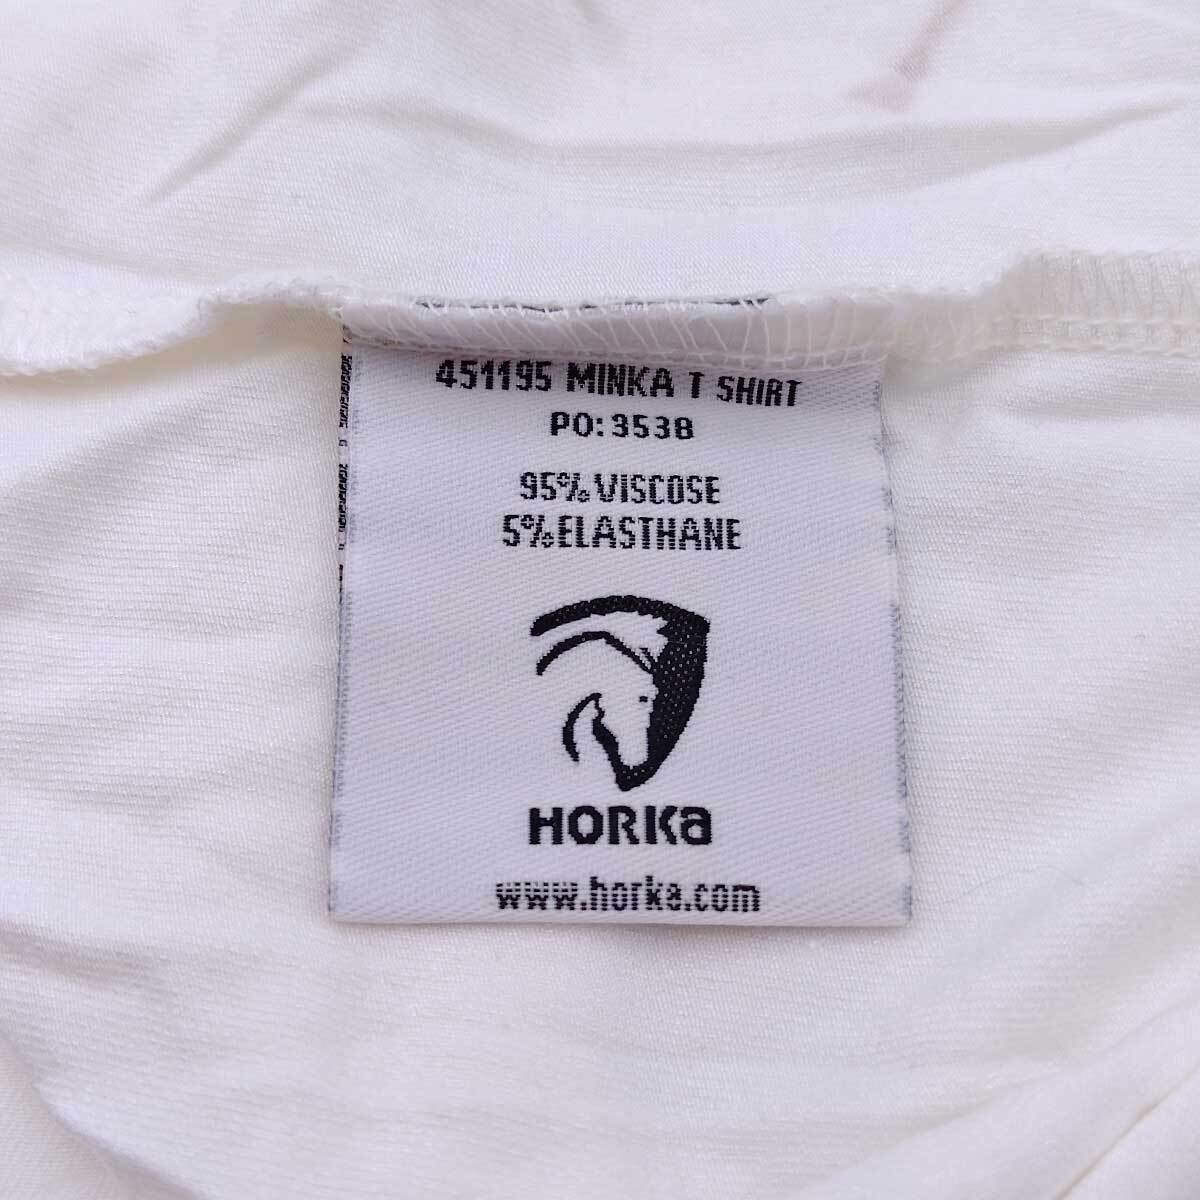 451195 MINKA T SHIRT
PO: 3538
95% VISCOSE
5% ELASTHANE
HORKa
www.horka.com